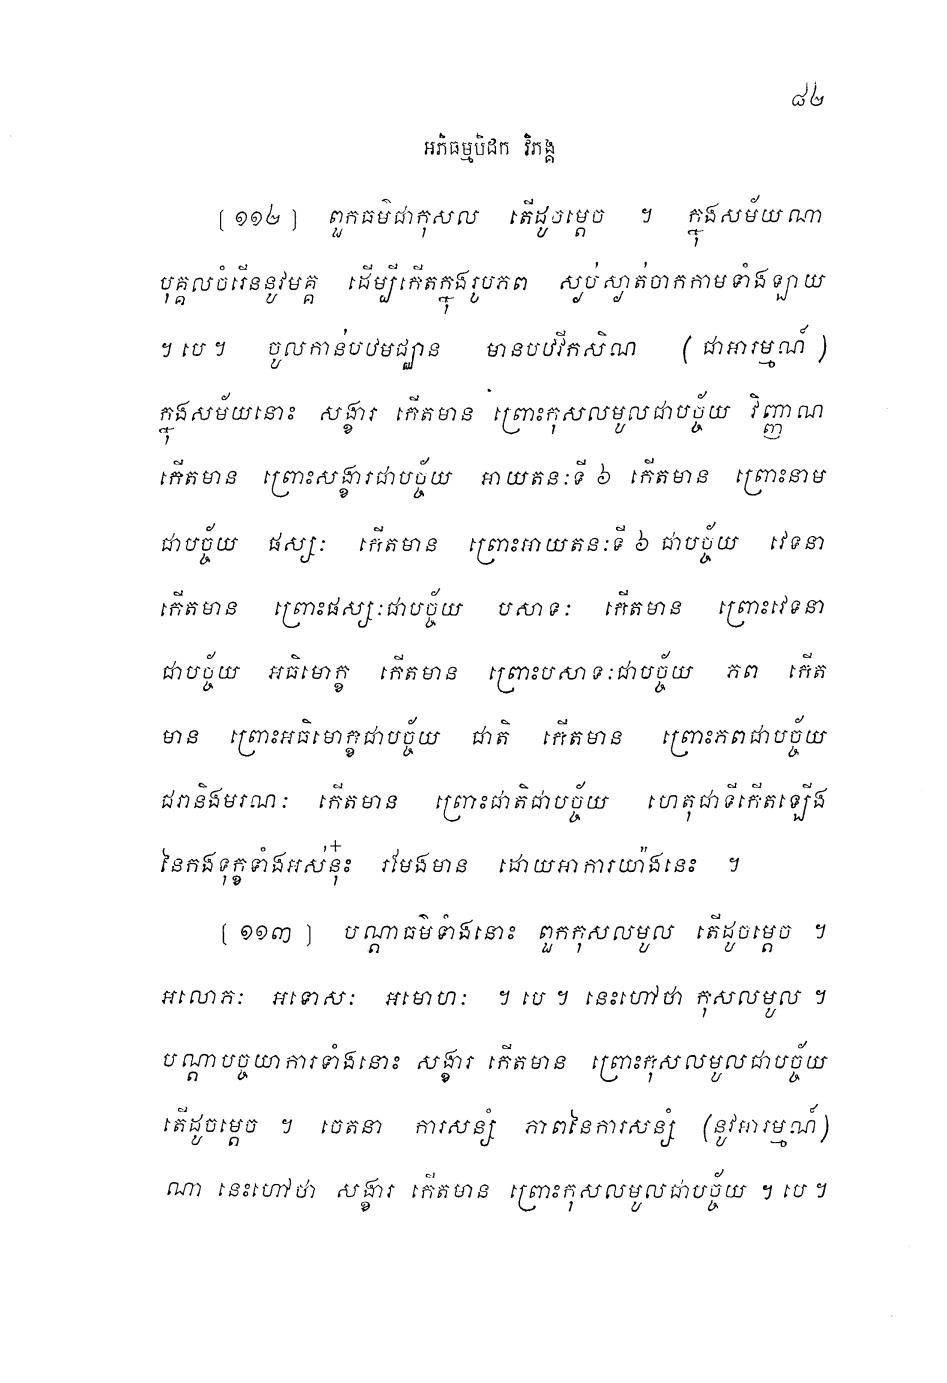 ៨២
អភិធម្មបិដក វិភង្គ
(១១២) ពួកធម៌ជាកុសល តើដូចម្តេច ។ ក្នុងសម័យណា
បុគ្គលចំរើននូវមគ្គ ដើម្បីកើតក្នុងរូបភព ស្ងប់ស្ងាត់ចាកកាមទាំងឡាយ
។ បេ ។ ចូលកាន់បឋមជ្ឈាន មានបឋវីកសិណ (ជាអារម្មណ៍)
ក្នុងសម័យនោះ សង្ខារ កើតមាន ព្រោះកុសលមូលជាបច្ច័យ វិញ្ញាណ
កើតមាន ព្រោះសង្ខារជាបច្ច័យ អាយតនៈទី ៦ កើតមាន ព្រោះនាម
ជាបច្ច័យ ផស្សៈ កើតមាន ព្រោះអាយតនៈទី ៦ ជាបច្ច័យ វេទនា
កើតមាន ព្រោះផស្សៈជាបច្ច័យ បសាទៈ កើតមាន ព្រោះវេទនា
ជាបច្ច័យ អធិមោក្ខ កើតមាន ព្រោះបសាទៈជាបច្ច័យ ភព កើត
មាន ព្រោះអធិមោក្ខជាបច្ច័យ ជាតិ កើតមាន ព្រោះភពជាបច្ច័យ
ជរានិងមរណៈ កើតមាន ព្រោះជាតិជាបច្ច័យ ហេតុជាទីកើតឡើង
នៃកងទុក្ខទាំងអស់នុ៎ះ រមែងមាន ដោយអាការយ៉ាងនេះ ។
(១១៣) បណ្តាធម៌ទាំងនោះ ពួកកុសលមូល តើដូចម្តេច ។
អលោភៈ អទោសៈ អមោហៈ ។ បេ ។ នេះហៅថា កុសលមូល ។
បណ្តាបច្ចយាការទាំងនោះ សង្ខារ កើតមាន ព្រោះកុសលមូលជាបច្ច័យ
តើដូចម្តេច ។ ចេតនា ការសន្សំ ភាពនៃការសន្សំ (នូវអារម្មណ៍)
ណា នេះហៅថា សង្ខារ កើតមាន ព្រោះកុសលមូលជាបច្ច័យ ។ បេ ។